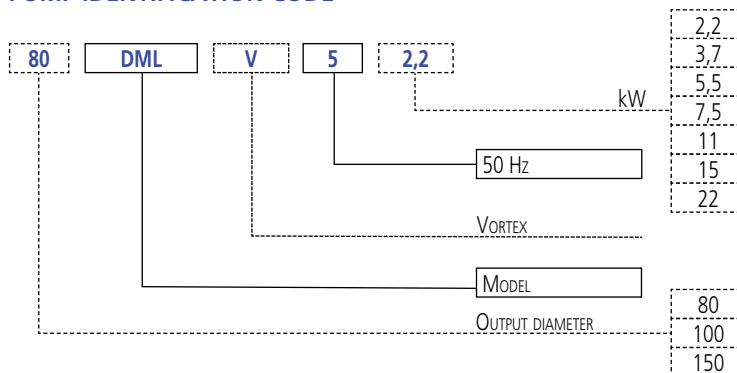 80 DML V 5 2,2
2,2
3,7
5,5
kW
7,5
11
50 Hz
15
22
Vortex
Model
80
Output diameter
100
150